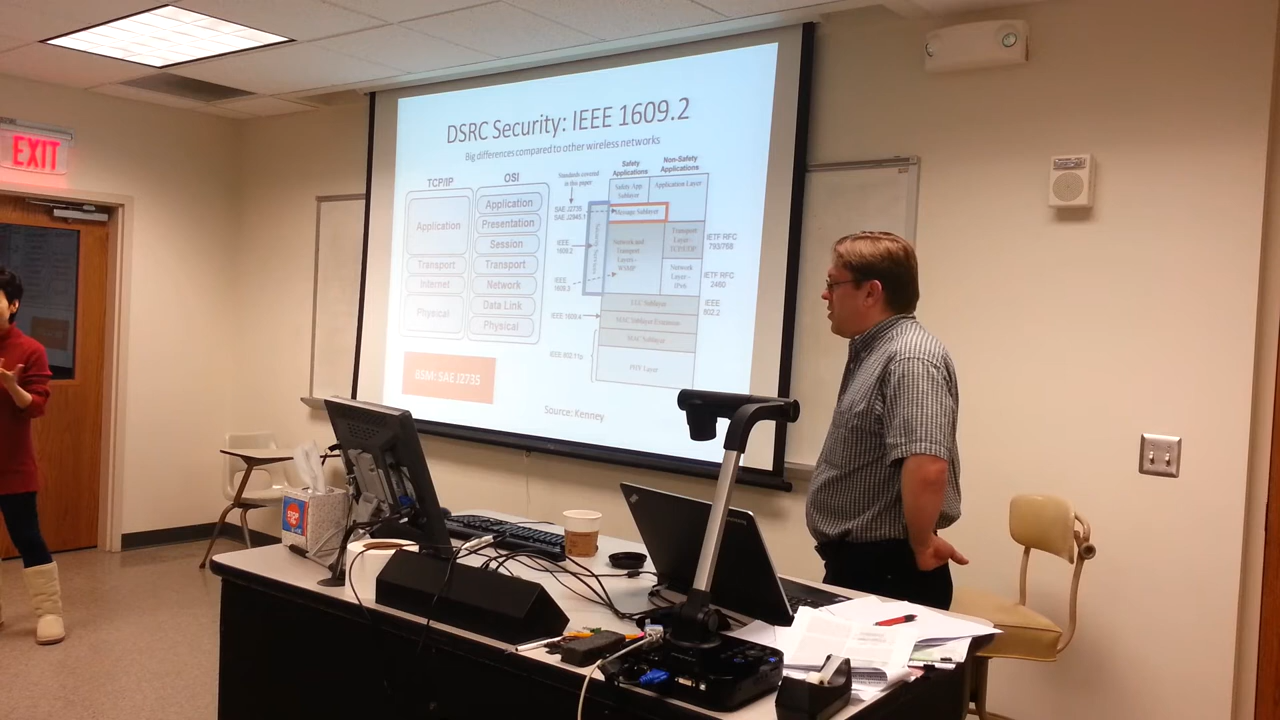 EXIT
DSRC Security: IEEE 1609.2
Big differences compared to other wireless networks
TCP/IP
Application
Transport
Internet
Physical
OSI
Application
Presentation
Session
Transport
Network
Data Link
Physical
Standards covered
in this paper
SAE J2735
SAE J2945.1
IEEE
1609.2
IEEE
1609.3
IEEE 1609.4
IEEE 802.11p
Safety
Applications
Non-Safety
Applications
Safety App
Sublayer
Application Layer
Message Sublayer
Network and
Transport
Layers -
WSMP
Transport
Layer -
TCP/UDP
Network
Layer -
IPv6
LLC Sublayer
MAC Sublayer Extension
MAC Sublayer
PHY Layer
IETF RFC
793/768
IETF RFC
2460
IEEE
802.2
BSM: SAE J2735
Source: Kenney
STOP